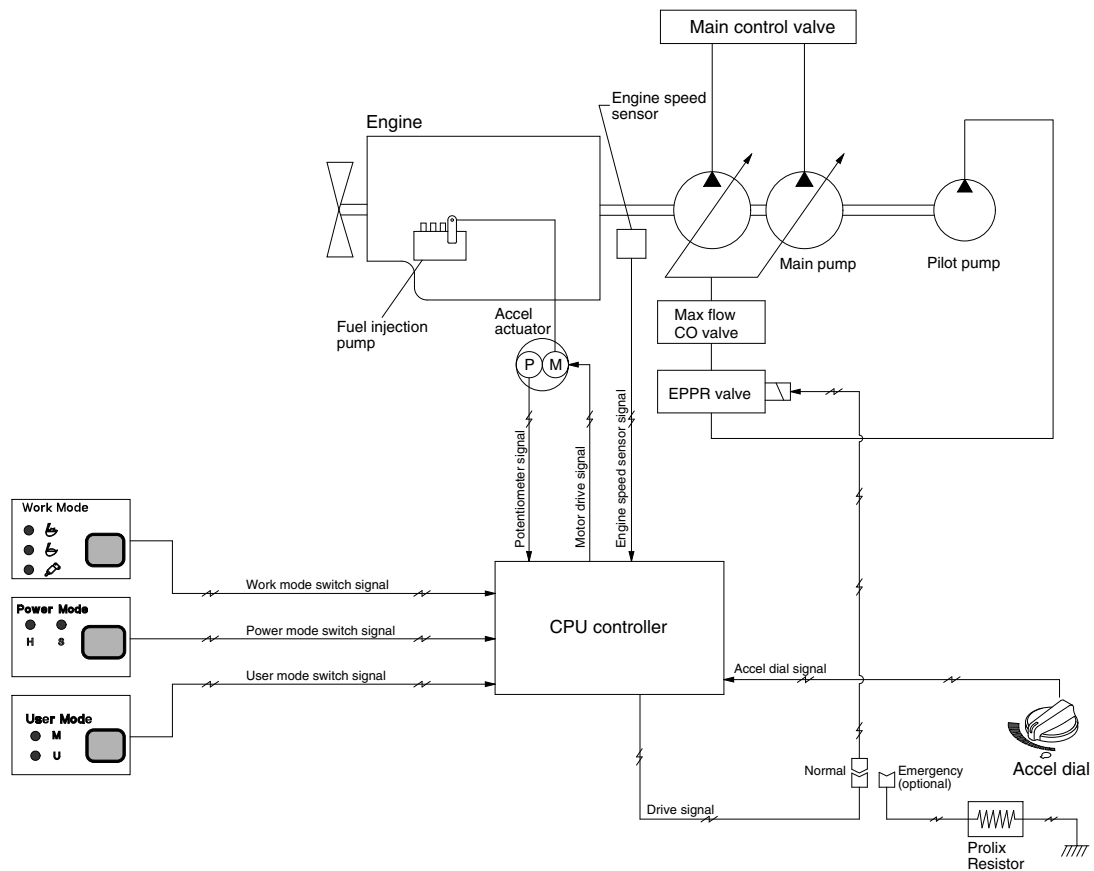 Main control valve
Engine speed
sensor
Engine
Main pump
Pilot pump
Fuel injection
pump
Accel
actuator
P
M
Max flow
CO valve
EPPR valve
Potentiometer signal
Motor drive signal
Engine speed sensor signal
Work Mode
Work mode switch signal
Power Mode
H
S
Power mode switch signal
CPU controller
User mode switch signal
User Mode
M
U
Accel dial signal
Accel dial
Normal
Emergency
(optional)
Drive signal
Prolix
Resistor